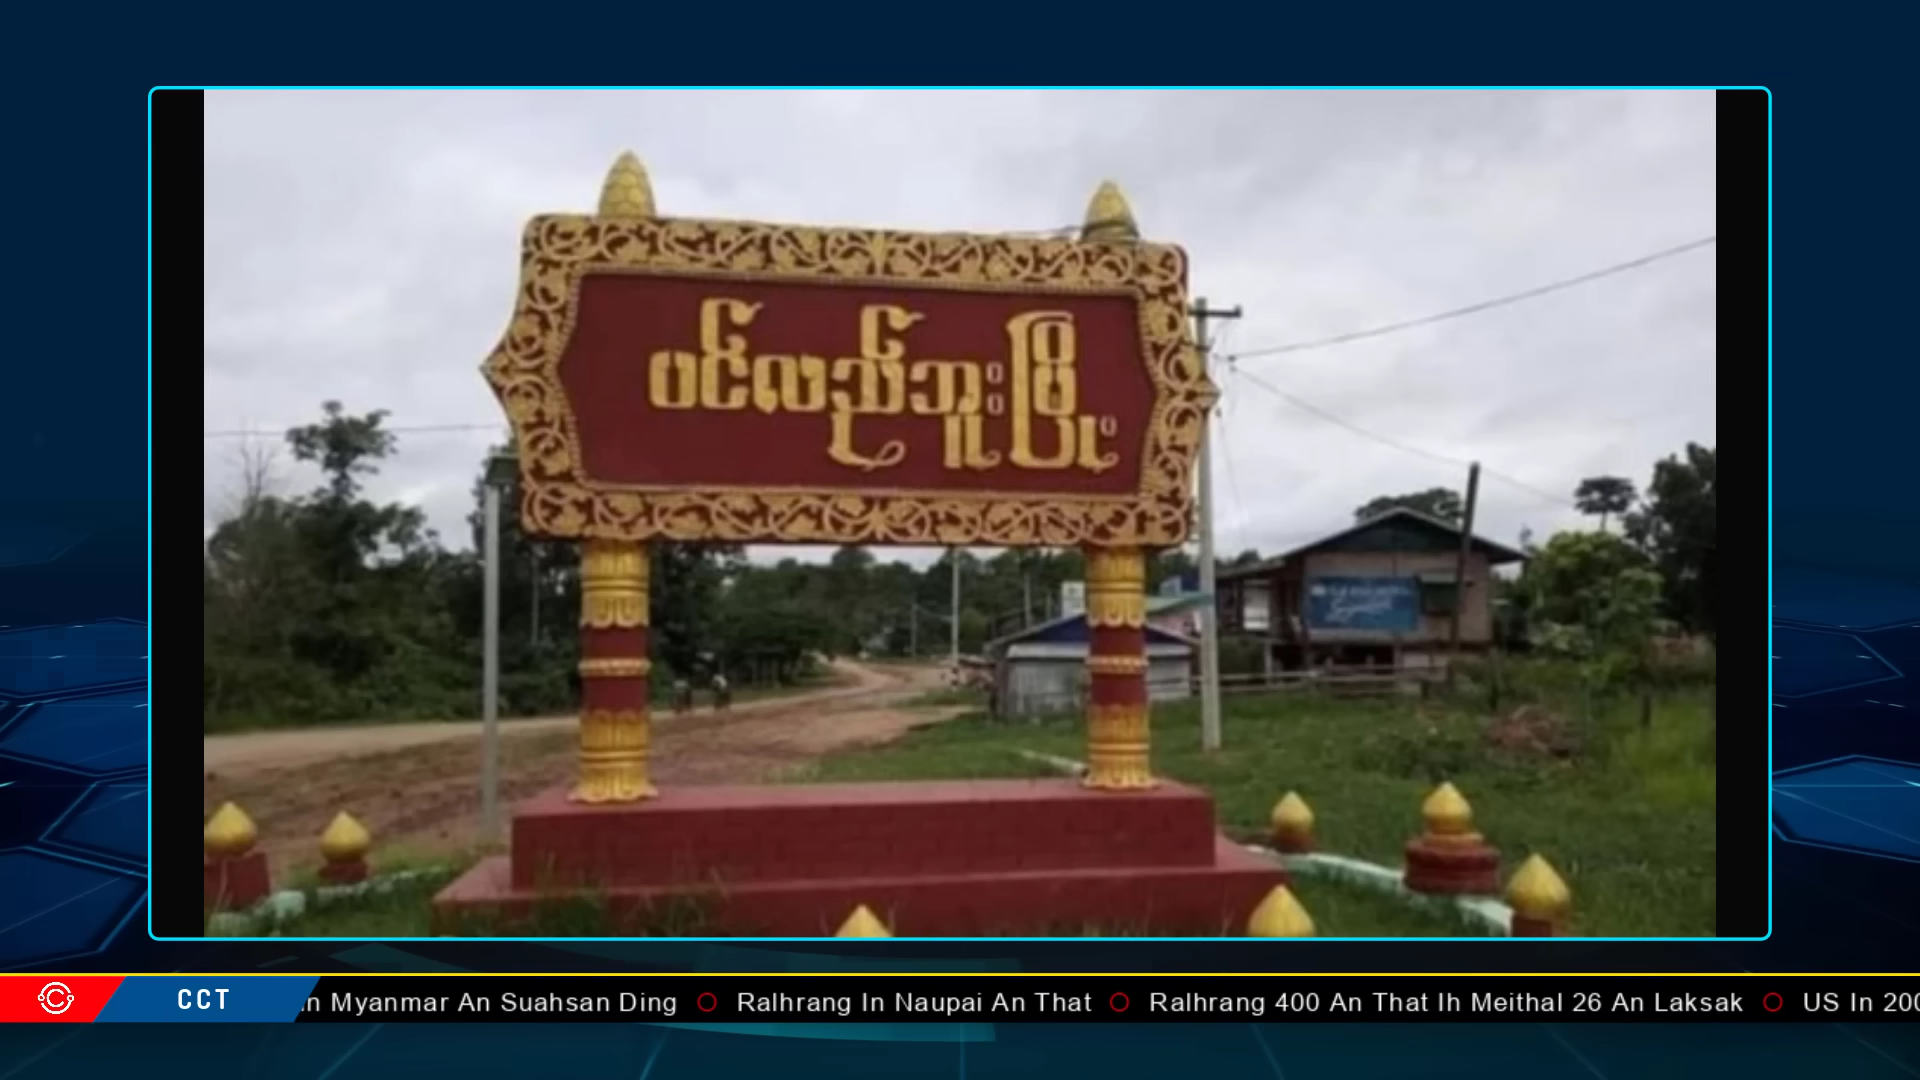 ပင်လည်ဘူးမြို့
CCT
n Myanmar An Suahsan Ding
Ralhrang In Naupai An That
Ralhrang 400 An That Ih Meithal 26 An Laksak
US In 200